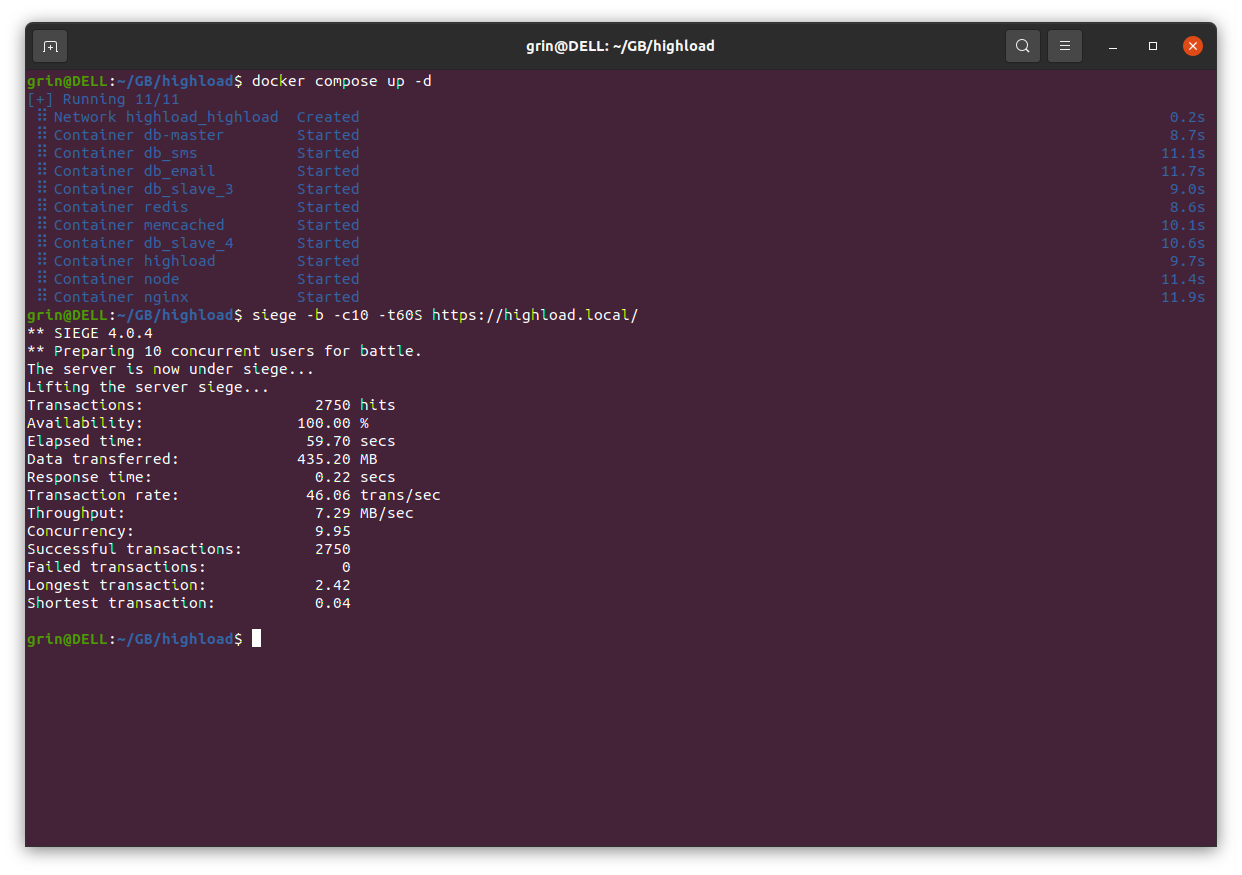 grin@DELL: ~/GB/highload
grin@DELL:~/GB/highload$ docker compose up -d
[+] Running 11/11
⠿ Network highload_highload  Created  0.2s
⠿ Container db-master  Started  8.7s
⠿ Container db_sms  Started  11.1s
⠿ Container db_email  Started  11.7s
⠿ Container db_slave_3  Started  9.0s
⠿ Container redis  Started  8.6s
⠿ Container memcached  Started  10.1s
⠿ Container db_slave_4  Started  10.6s
⠿ Container highload  Started  9.7s
⠿ Container node  Started  11.4s
⠿ Container nginx  Started  11.9s
grin@DELL:~/GB/highload$ siege -b -c10 -t60S https://highload.local/
** SIEGE 4.0.4
** Preparing 10 concurrent users for battle.
The server is now under siege...
Lifting the server siege...
Transactions: 2750 hits
Availability: 100.00 %
Elapsed time: 59.70 secs
Data transferred: 435.20 MB
Response time: 0.22 secs
Transaction rate: 46.06 trans/sec
Throughput: 7.29 MB/sec
Concurrency: 9.95
Successful transactions: 2750
Failed transactions: 0
Longest transaction: 2.42
Shortest transaction: 0.04
grin@DELL:~/GB/highload$